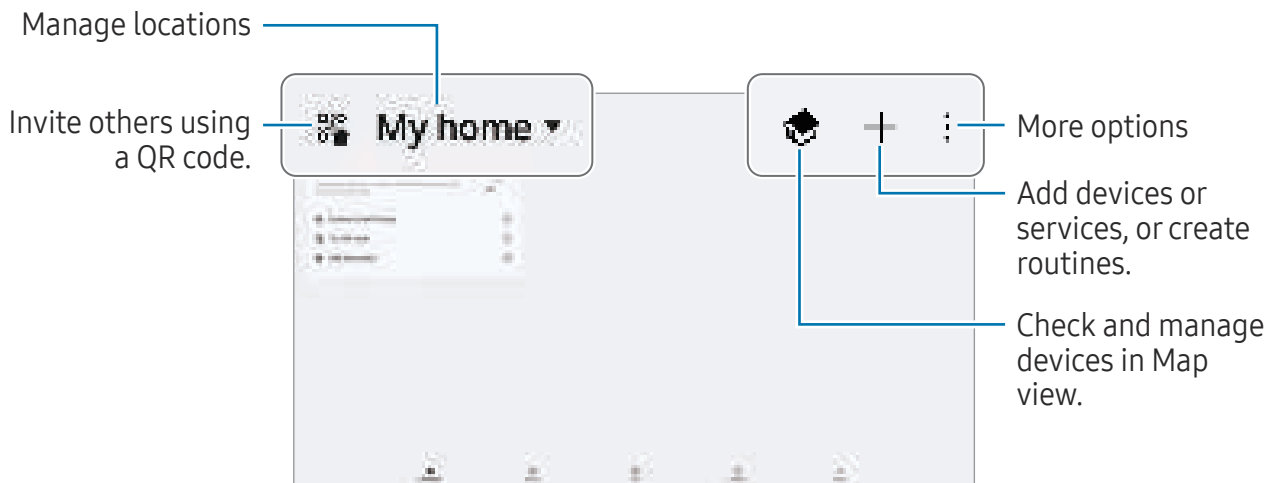 Manage locations
Invite others using
a QR code.
My home
More options
Add devices or
services, or create
routines.
Check and manage
devices in Map
view.